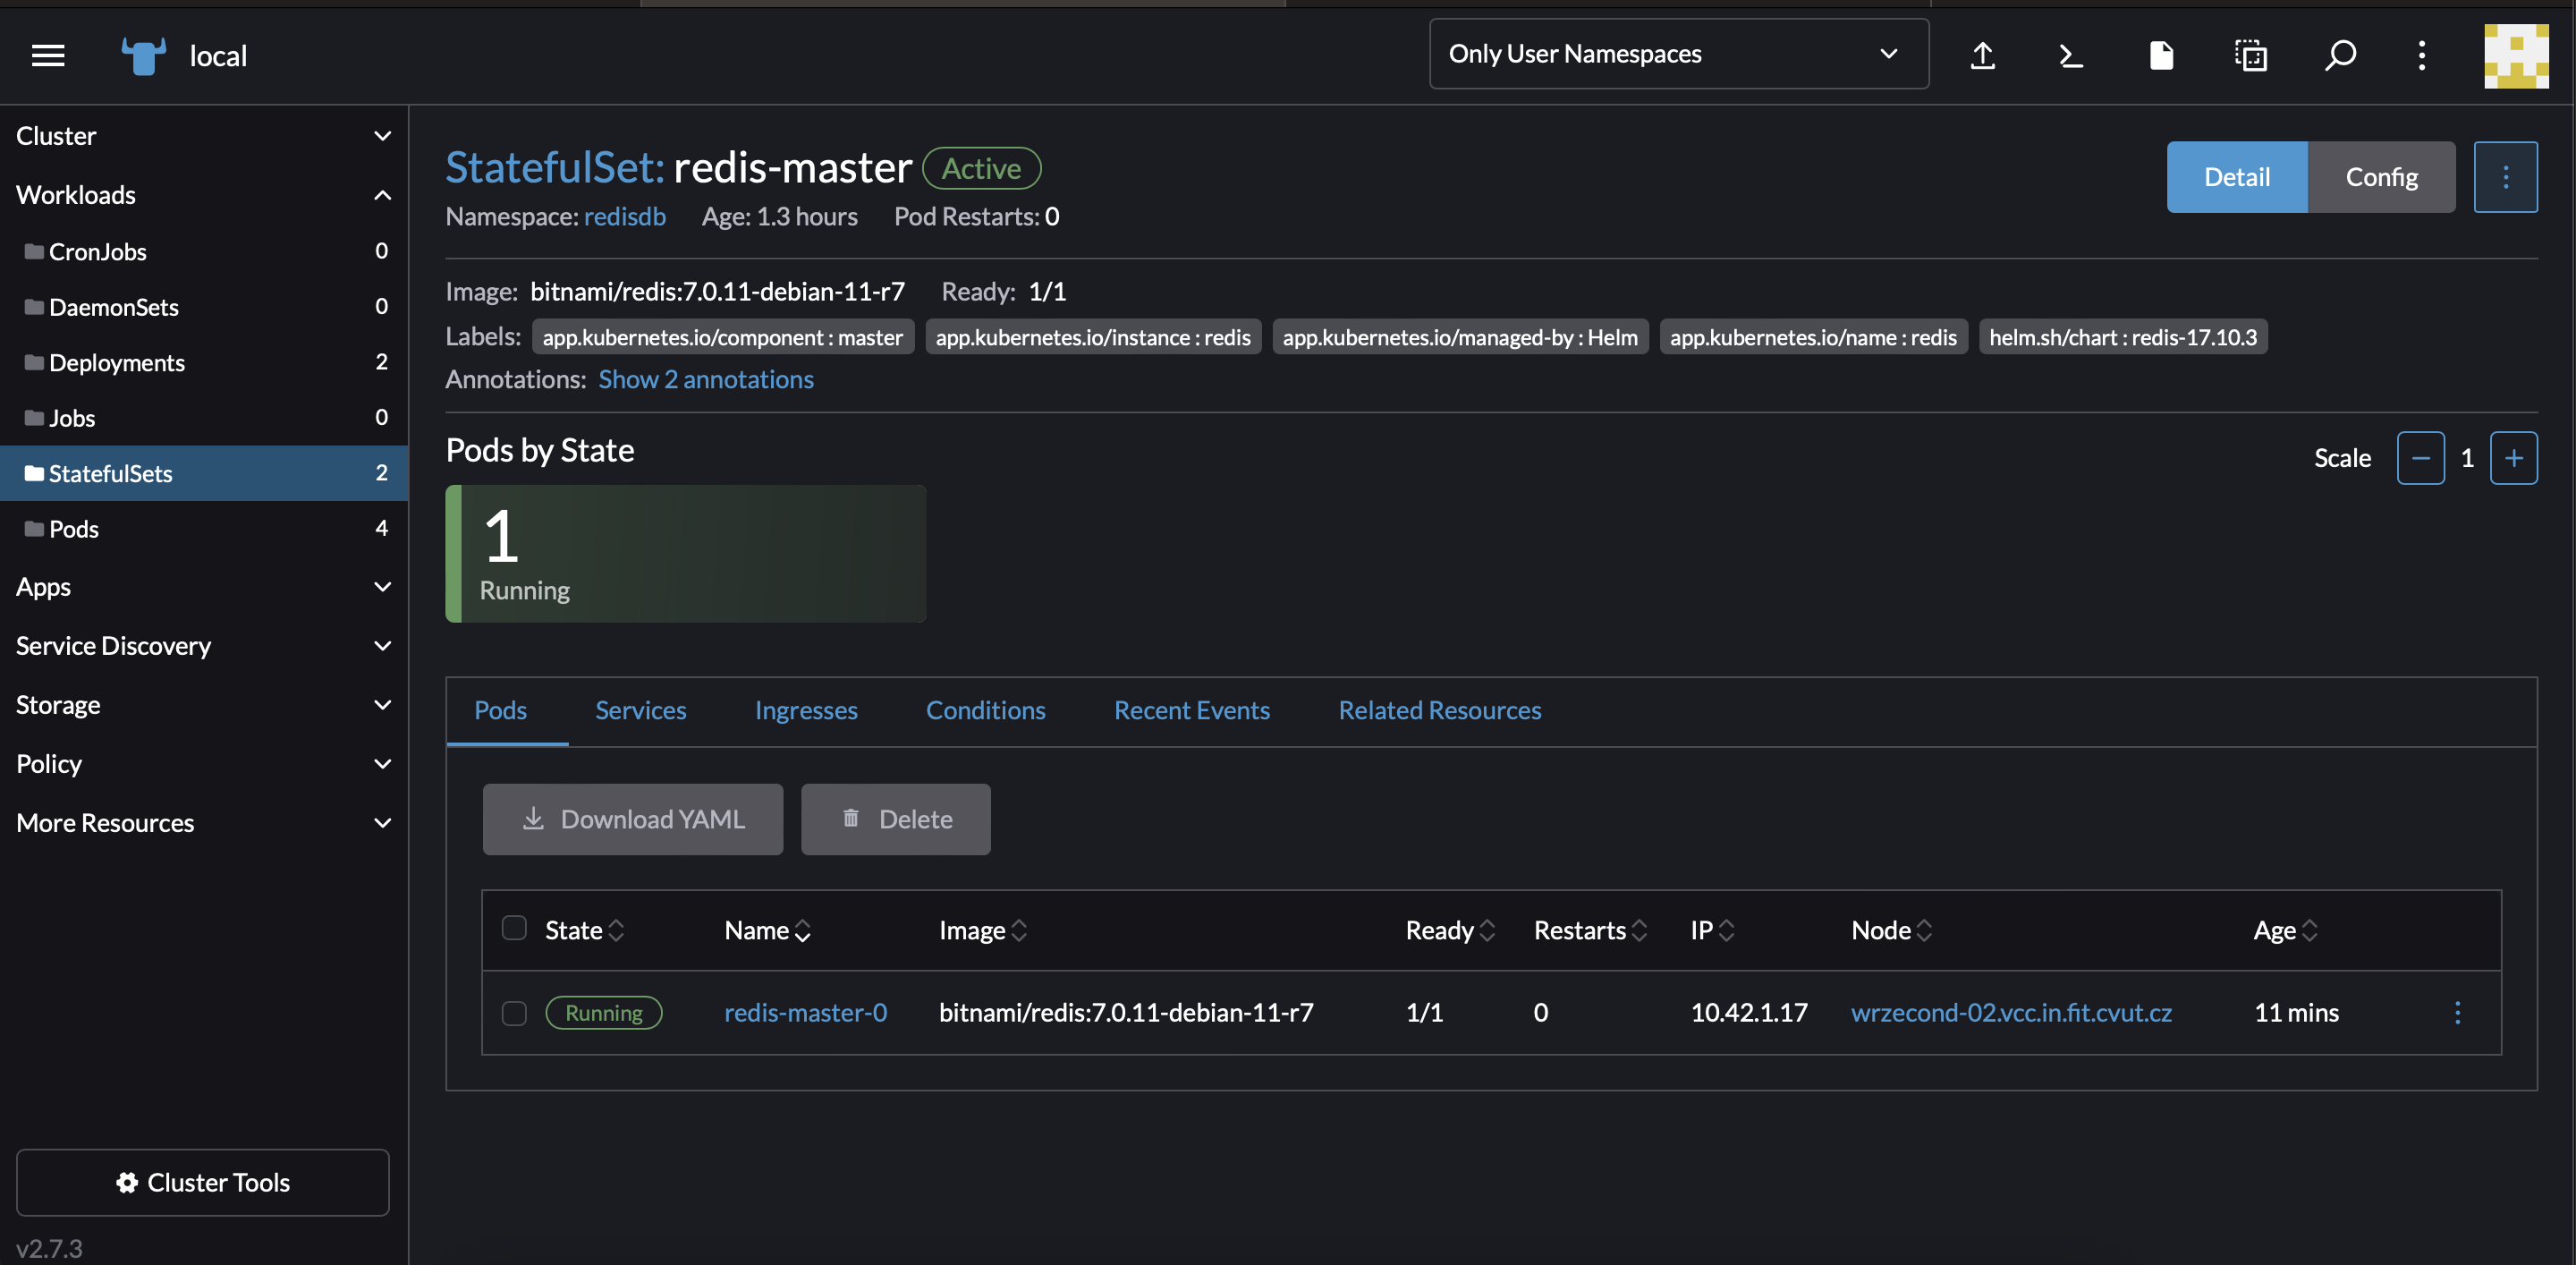 local
Only User Namespaces
Cluster
Workloads
CronJobs 0
DaemonSets 0
Deployments 2
Jobs 0
StatefulSets 2
Pods 4
Apps
Service Discovery
Storage
Policy
More Resources
Cluster Tools
v2.7.3
StatefulSet: redis-master Active
Detail Config
Namespace: redisdb Age: 1.3 hours Pod Restarts: 0
Image: bitnami/redis:7.0.11-debian-11-r7 Ready: 1/1
Labels: app.kubernetes.io/component : master app.kubernetes.io/instance : redis app.kubernetes.io/managed-by : Helm app.kubernetes.io/name : redis helm.sh/chart : redis-17.10.3
Annotations: Show 2 annotations
Pods by State
Scale 1
1
Running
Pods Services Ingresses Conditions Recent Events Related Resources
Download YAML Delete
State Name Image Ready Restarts IP Node Age
Running redis-master-0 bitnami/redis:7.0.11-debian-11-r7 1/1 0 10.42.1.17 wrzecond-02.vcc.in.fit.cvut.cz 11 mins